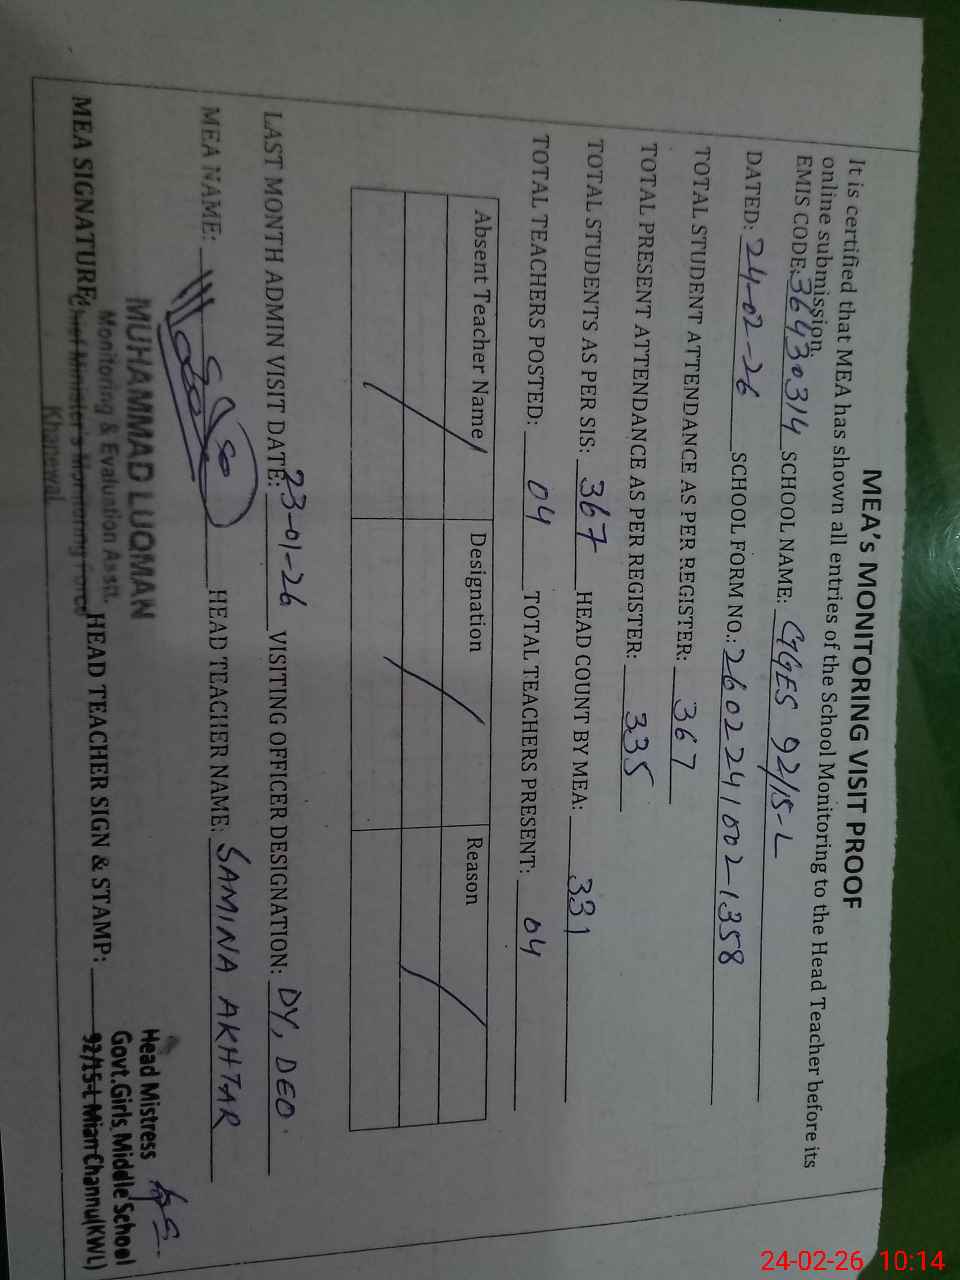 MEA's MONITORING VISIT PROOF
It is certified that MEA has shown all entries of the School Monitoring to the Head Teacher before its
online submission.
EMIS CODE: 36430314 SCHOOL NAME: GGES 92/15-L
DATED: 24-02-26 SCHOOL FORM NO.: 26022410021358
TOTAL STUDENT ATTENDANCE AS PER REGISTER: 367
TOTAL PRESENT ATTENDANCE AS PER REGISTER: 335
TOTAL STUDENTS AS PER SIS: 367 HEAD COUNT BY MEA: 331
TOTAL TEACHERS POSTED: 04 TOTAL TEACHERS PRESENT: 04
Absent Teacher Name Designation Reason
LAST MONTH ADMIN VISIT DATE: 23-01-26 VISITING OFFICER DESIGNATION: DY, DEO.
MEA NAME: HEAD TEACHER NAME: SAMINA AKHTAR
MUHAMMAD LUQMAN
Monitoring & Evaluation Asstt.
Chief Minister's Monitoring Force
Khanewal
MEA SIGNATURE: HEAD TEACHER SIGN & STAMP:
Head Mistress
Govt.Girls Middle School
92/15-L Mian Channu(KWL)
24-02-26 10:14